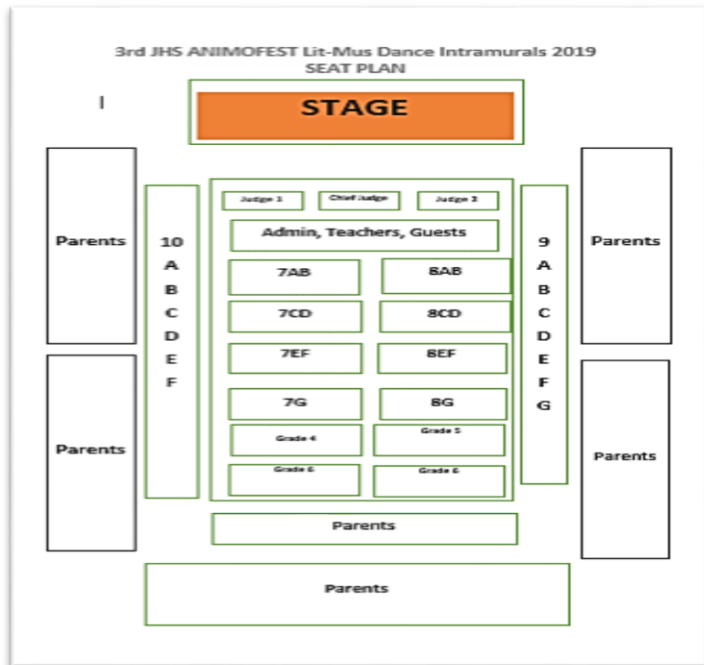 3rd JHS ANIMOFEST Lit-Mus Dance Intramurals 2019
SEAT PLAN
I
STAGE
Parents
10
A
B
C
D
E
F
Judge 1
Chief Judge
Judge 2
Admin, Teachers, Guests
7AB
8AB
7CD
8CD
7EF
8EF
7G
8G
Grade 4
Grade 5
Grade 6
Grade 6
9
A
B
C
D
E
F
G
Parents
Parents
Parents
Parents
Parents